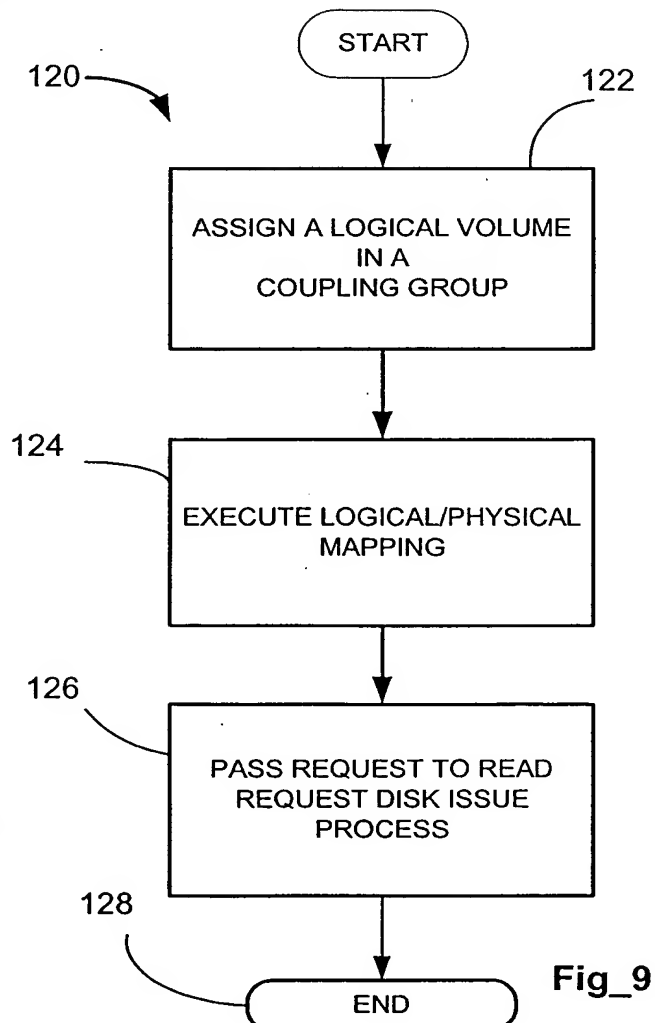 START
120
122
ASSIGN A LOGICAL VOLUME
IN A
COUPLING GROUP
124
EXECUTE LOGICAL/PHYSICAL
MAPPING
126
PASS REQUEST TO READ
REQUEST DISK ISSUE
PROCESS
128
END
Fig_9